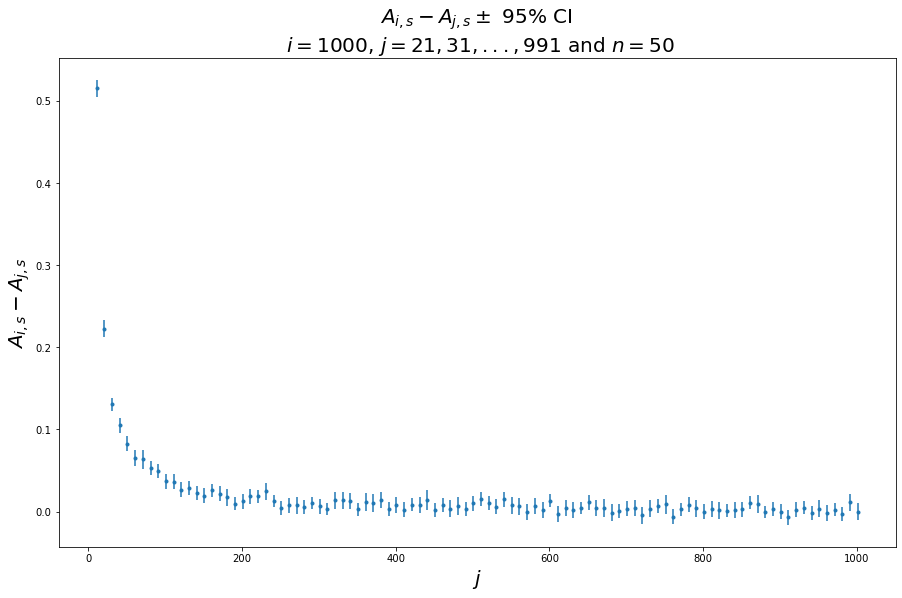 A_{i,s} − A_{j,s} ± 95% CI
i = 1000, j = 21, 31, . . . , 991 and n = 50
A_{i,s} − A_{j,s}
0.5
0.4
0.3
0.2
0.1
0.0
0 200 400 600 800 1000
j